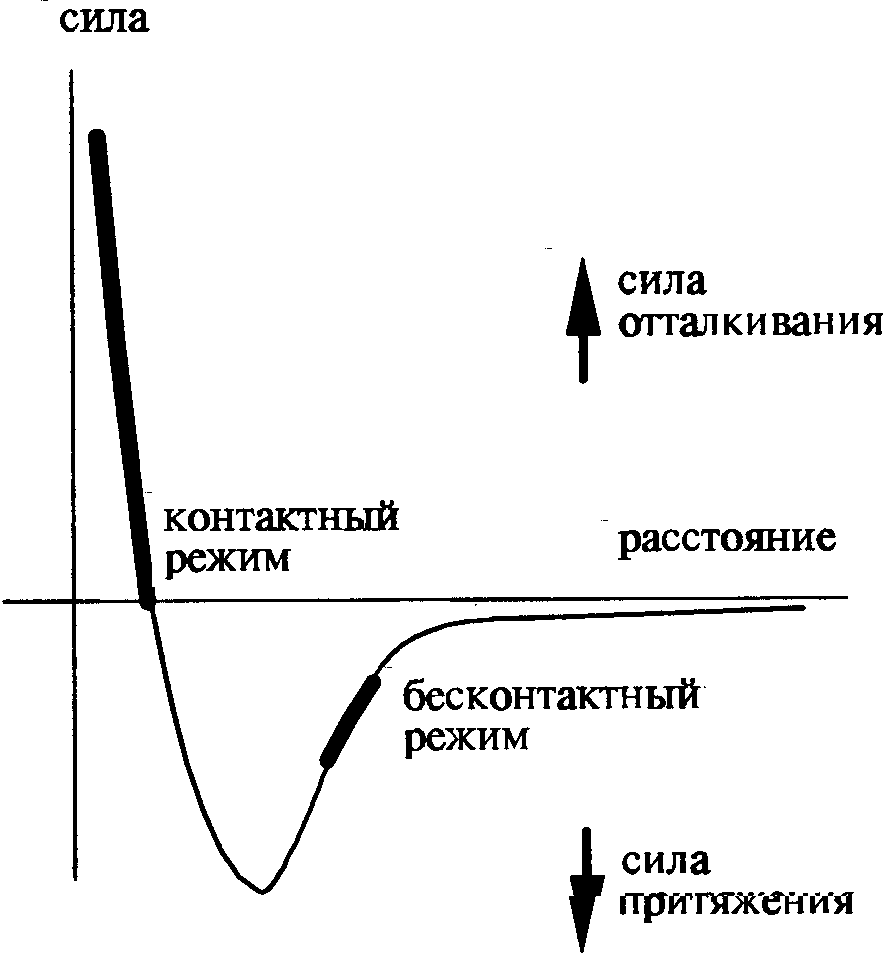 сила
сила
отталкивания
контактный
режим
расстояние
бесконтактный
режим
сила
притяжения